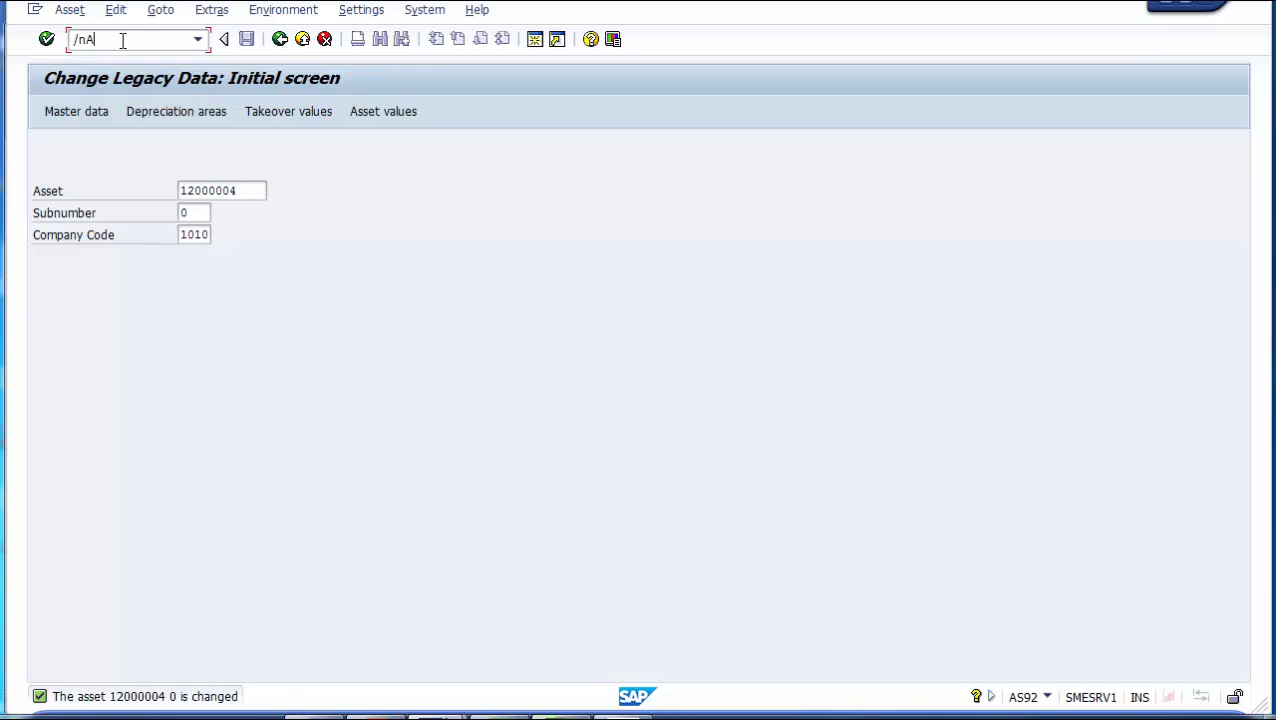 Asset Edit Goto Extras Environment Settings System Help
/nA
Change Legacy Data: Initial screen
Master data Depreciation areas Takeover values Asset values
Asset 12000004
Subnumber 0
Company Code 1010
The asset 12000004 0 is changed SAP AS92 SMESRV1 INS